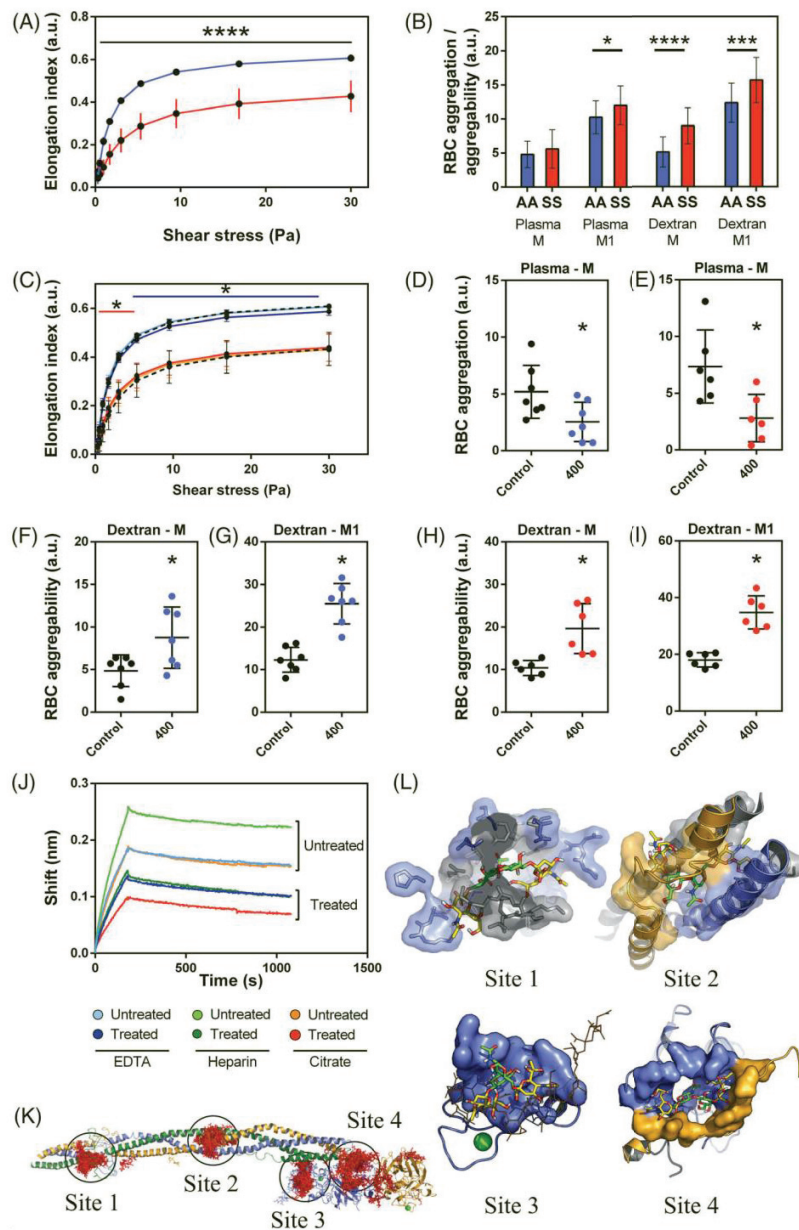 (A)
Elongation index (a.u.)
0.6
0.4
0.2
0.0
****
0 10 20 30
Shear stress (Pa)
(B)
RBC aggregation /
aggregability (a.u.)
25
20
15
10
5
0
* **** ***
AA SS AA SS AA SS AA SS
Plasma Plasma Dextran Dextran
M M1 M M1
(C)
Elongation index (a.u.)
0.6
0.4
0.2
0.0
* *
0 10 20 30
Shear stress (Pa)
(D)
Plasma - M
RBC aggregation (a.u.)
15
10
5
0
*
Control 400
(E)
Plasma - M
15
10
5
0
*
Control 400
(F)
Dextran - M
RBC aggregability (a.u.)
20
15
10
5
0
*
Control 400
(G)
Dextran - M1
40
30
20
10
0
*
Control 400
(H)
Dextran - M
RBC aggregability (a.u.)
40
30
20
10
0
*
Control 400
(I)
Dextran - M1
60
40
20
0
*
Control 400
(J)
Shift (nm)
0.3
0.2
0.1
0.0
Untreated
Treated
0 500 1000 1500
Time (s)
Untreated Untreated Untreated
Treated Treated Treated
EDTA Heparin Citrate
(K)
Site 1
Site 2
Site 3
Site 4
(L)
Site 1
Site 2
Site 3
Site 4